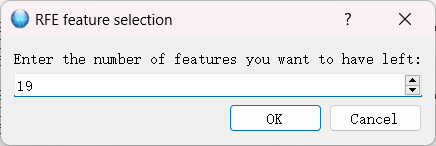 RFE feature selection
Enter the number of features you want to have left:
19
OK Cancel